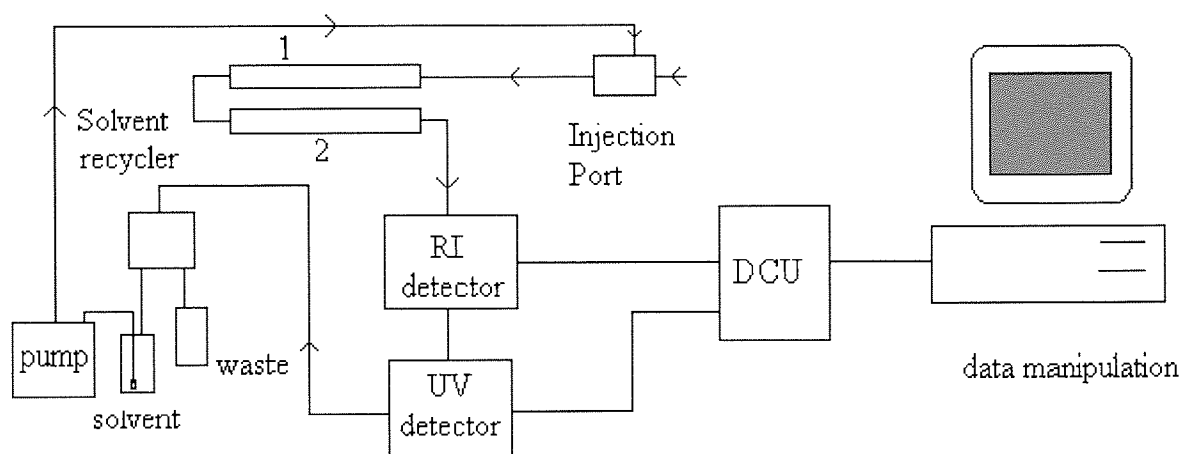 1
2
Solvent
recycler
Injection
Port
RI
detector
DCU
pump
waste
solvent
UV
detector
data manipulation